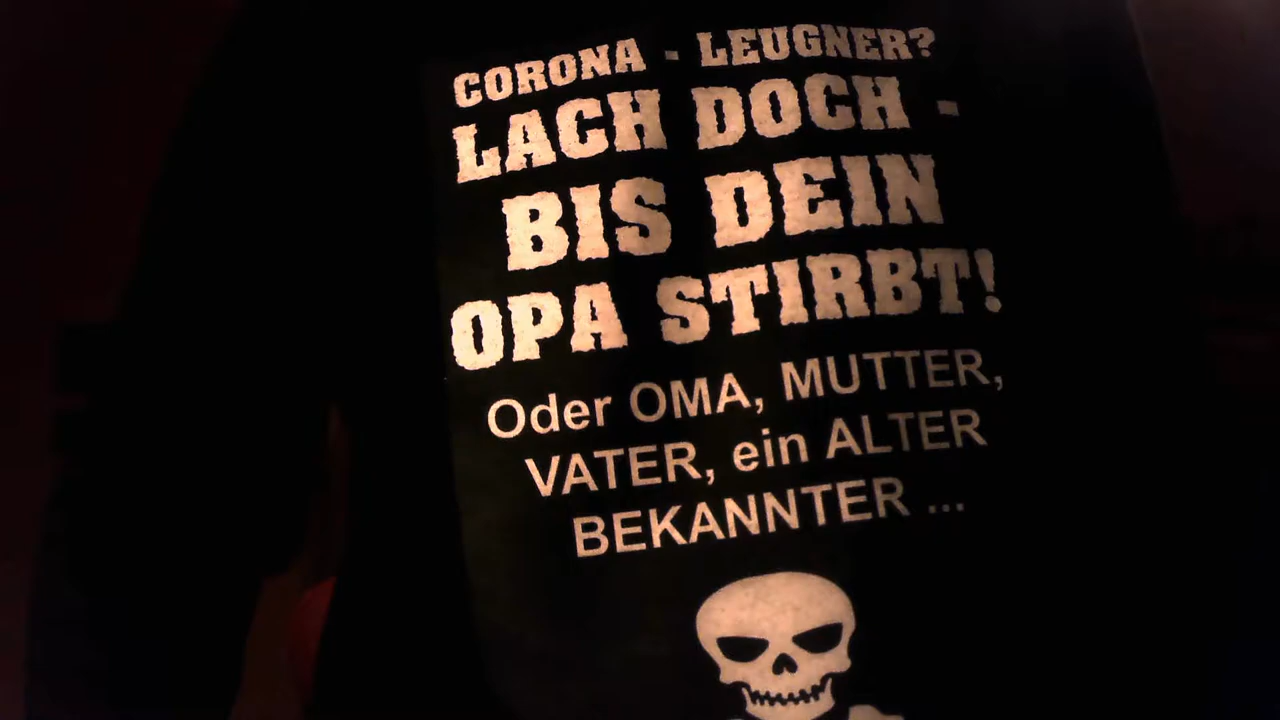 CORONA - LEUGNER?
LACH DOCH -
BIS DEIN
OPA STIRBT!
Oder OMA, MUTTER,
VATER, ein ALTER
BEKANNTER ...